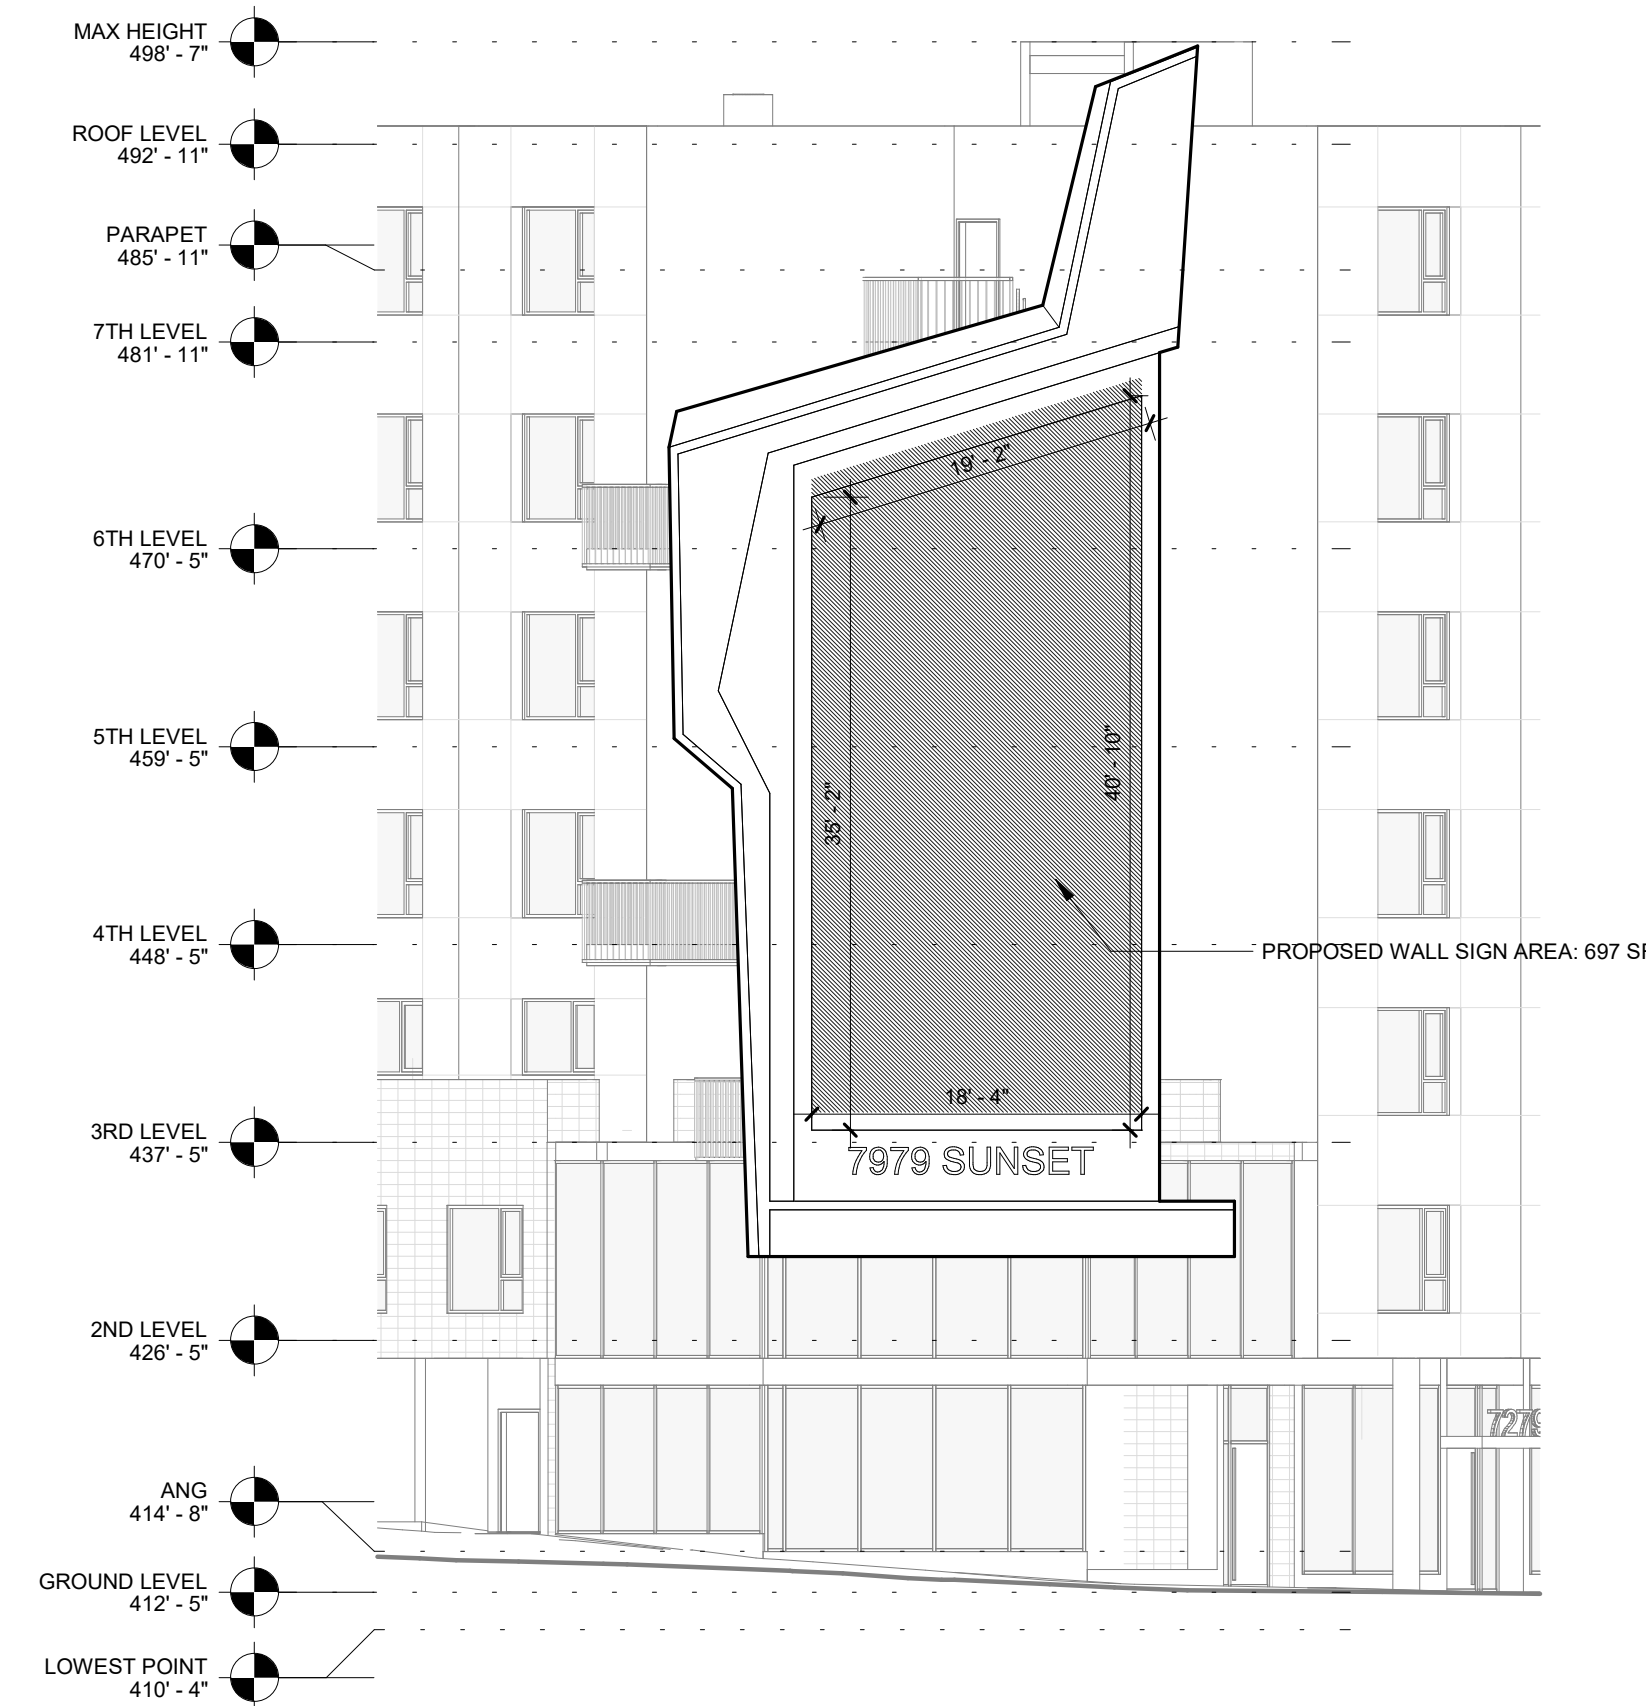 MAX HEIGHT
498' - 7"
ROOF LEVEL
492' - 11"
PARAPET
485' - 11"
7TH LEVEL
481' - 11"
19' - 2"
6TH LEVEL
470' - 5"
5TH LEVEL
459' - 5"
35' - 2"
40' - 10"
4TH LEVEL
448' - 5"
PROPOSED WALL SIGN AREA: 697 SF
18' - 4"
3RD LEVEL
437' - 5"
7979 SUNSET
2ND LEVEL
426' - 5"
7279
ANG
414' - 8"
GROUND LEVEL
412' - 5"
LOWEST POINT
410' - 4"